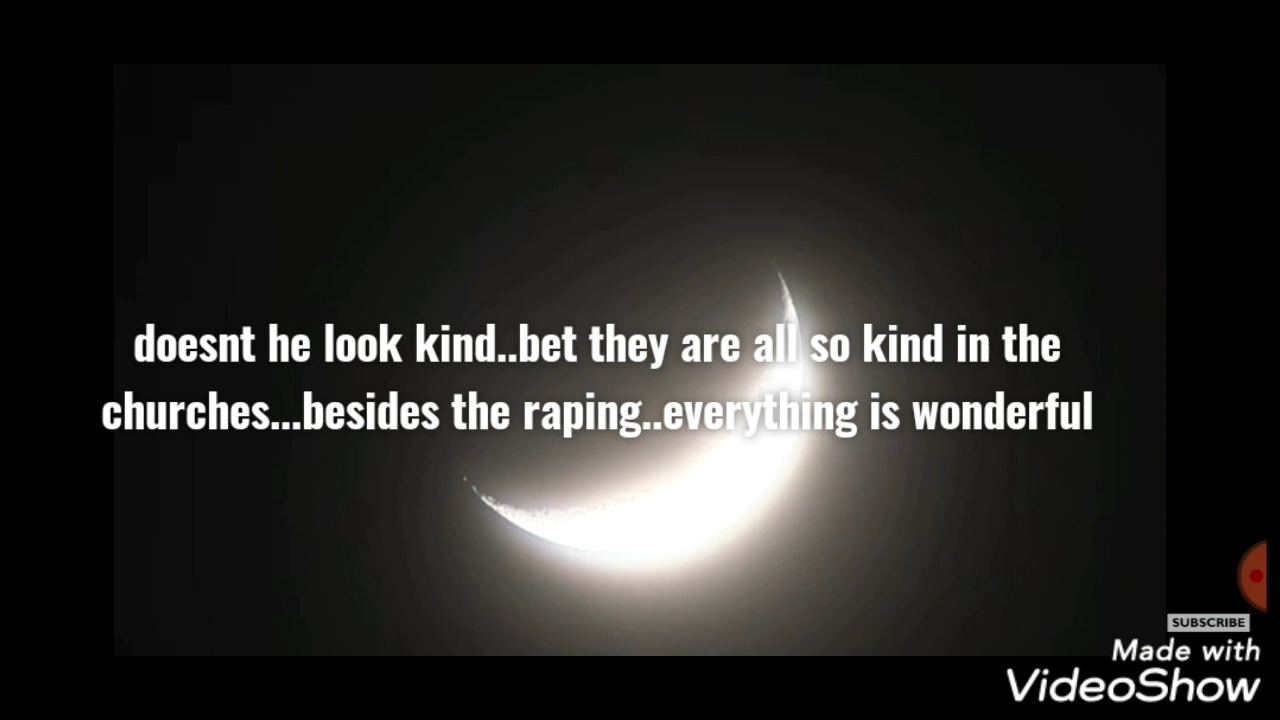 doesnt he look kind..bet they are all so kind in the
churches...besides the raping..everything is wonderful
SUBSCRIBE
Made with
VideoShow